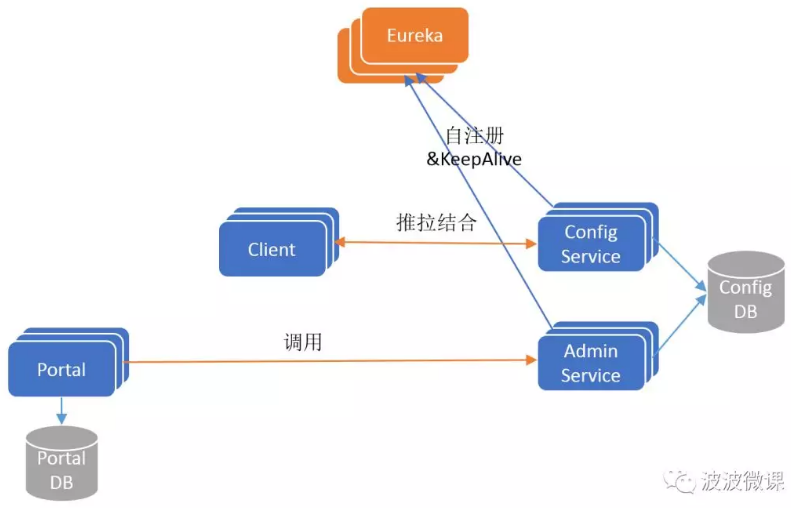 Eureka
自注册
&KeepAlive
推拉结合
Client
Config
Service
Config
DB
调用
Admin
Service
Portal
Portal
DB
波波微课